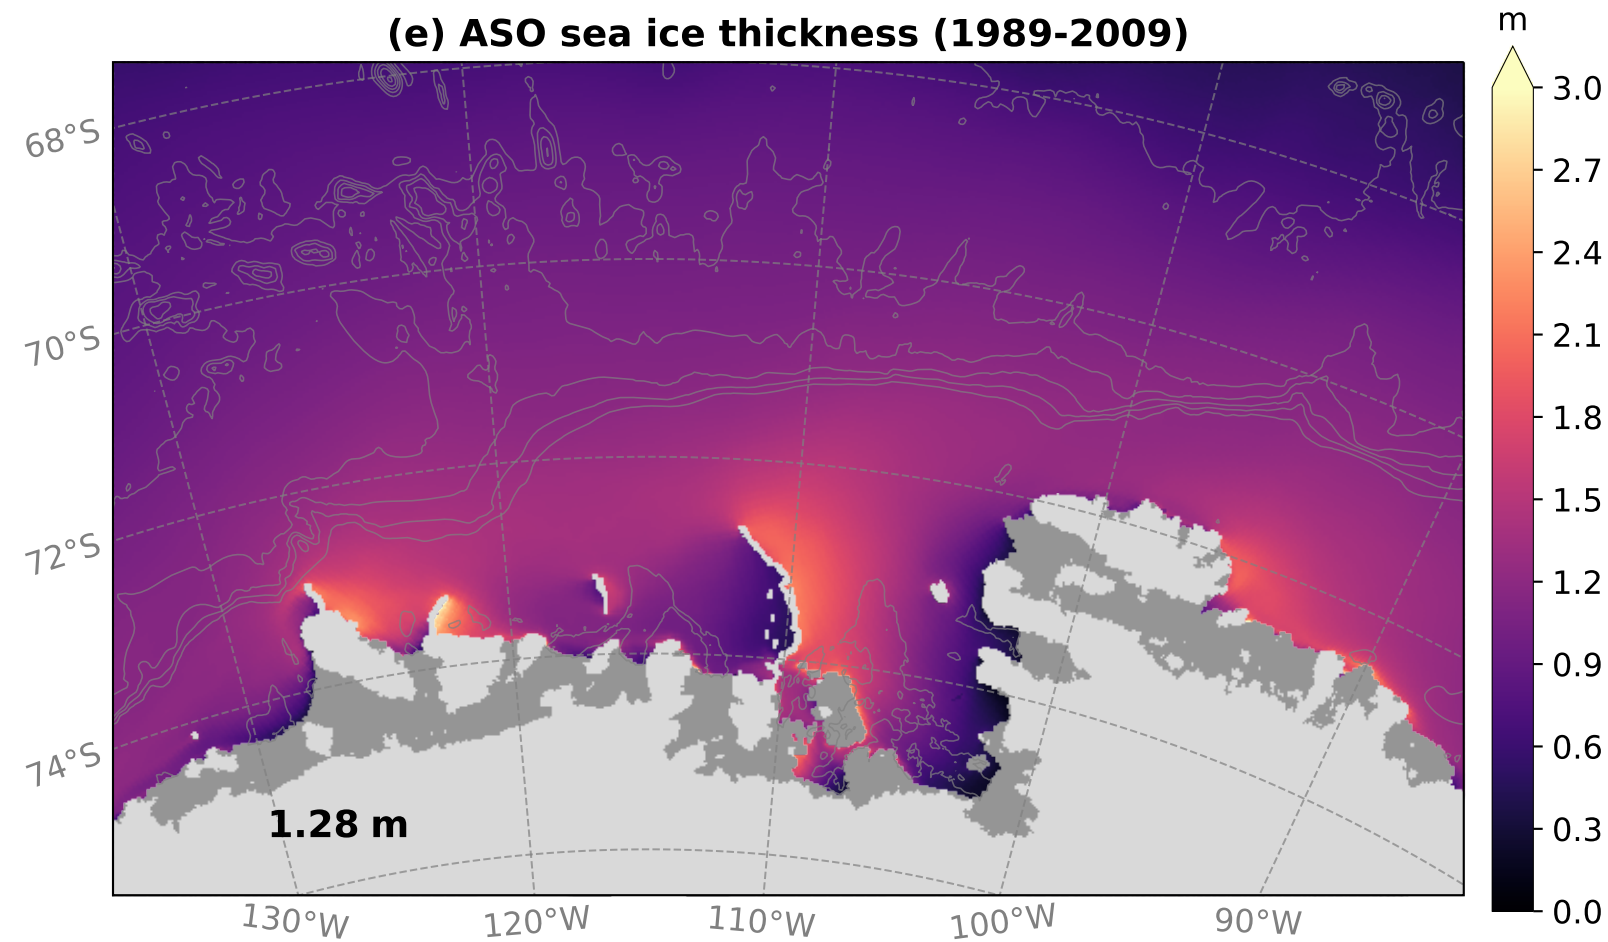 (e) ASO sea ice thickness (1989-2009)
m
3.0
2.7
2.4
2.1
1.8
1.5
1.2
0.9
0.6
0.3
0.0
68°S
70°S
72°S
74°S
1.28 m
130°W
120°W
110°W
100°W
90°W